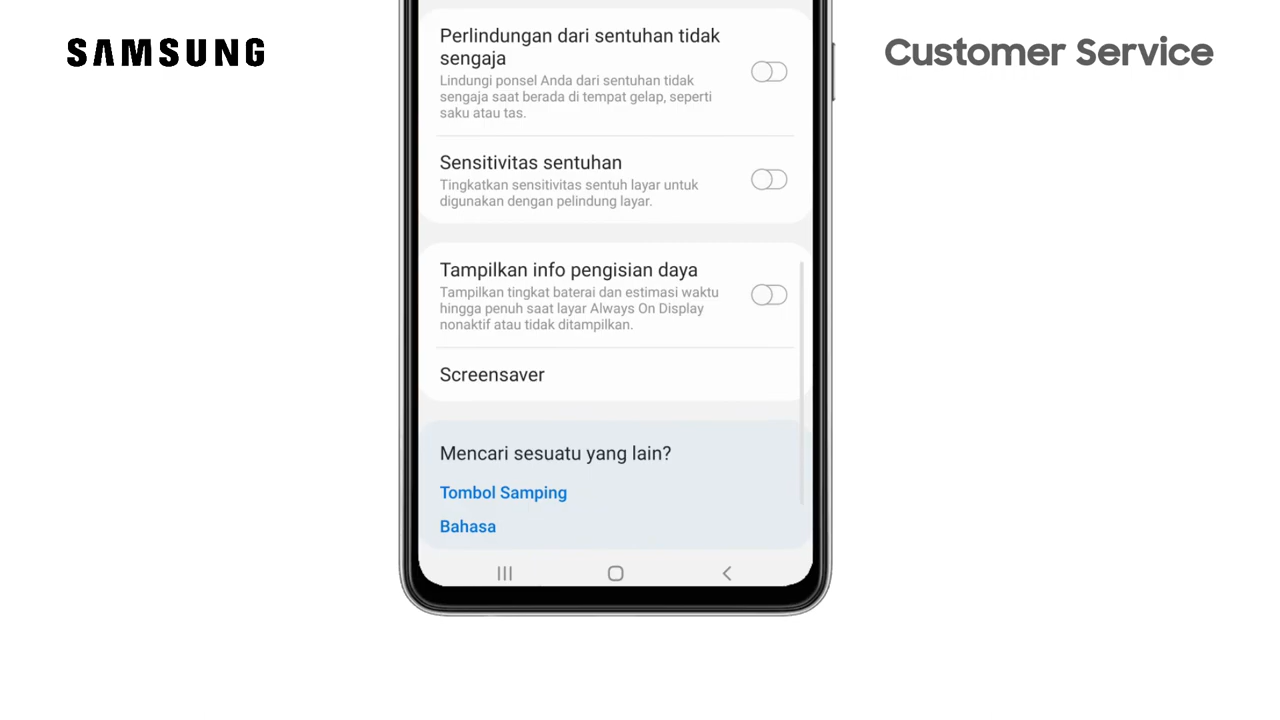 SAMSUNG
Customer Service
Perlindungan dari sentuhan tidak
sengaja
Lindungi ponsel Anda dari sentuhan tidak
sengaja saat berada di tempat gelap, seperti
saku atau tas.
Sensitivitas sentuhan
Tingkatkan sensitivitas sentuh layar untuk
digunakan dengan pelindung layar.
Tampilkan info pengisian daya
Tampilkan tingkat baterai dan estimasi waktu
hingga penuh saat layar Always On Display
nonaktif atau tidak ditampilkan.
Screensaver
Mencari sesuatu yang lain?
Tombol Samping
Bahasa